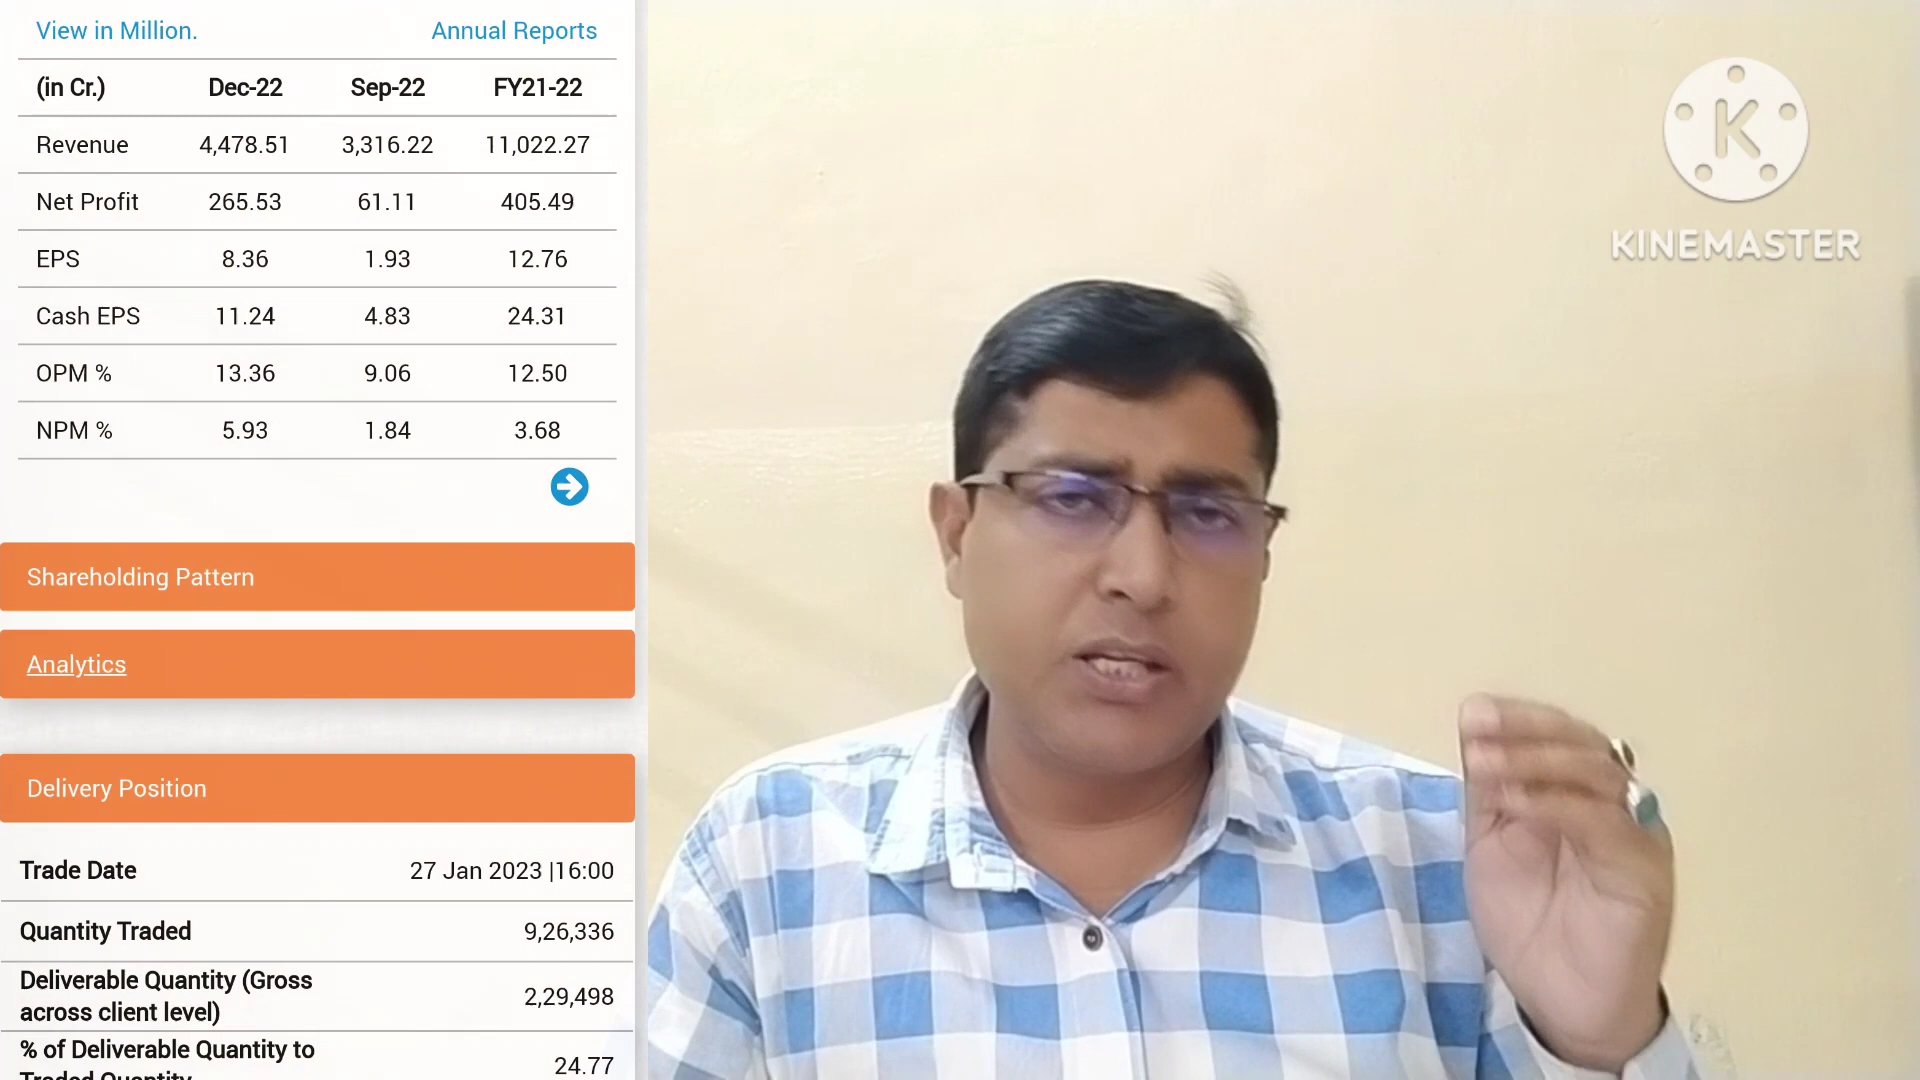 View in Million. Annual Reports
(in Cr.) Dec-22 Sep-22 FY21-22
Revenue 4,478.51 3,316.22 11,022.27
Net Profit 265.53 61.11 405.49
EPS 8.36 1.93 12.76
Cash EPS 11.24 4.83 24.31
OPM % 13.36 9.06 12.50
NPM % 5.93 1.84 3.68
Shareholding Pattern
Analytics
Delivery Position
Trade Date 27 Jan 2023 |16:00
Quantity Traded 9,26,336
Deliverable Quantity (Gross
across client level) 2,29,498
% of Deliverable Quantity to
Traded Quantity 24.77
K
KINEMASTER